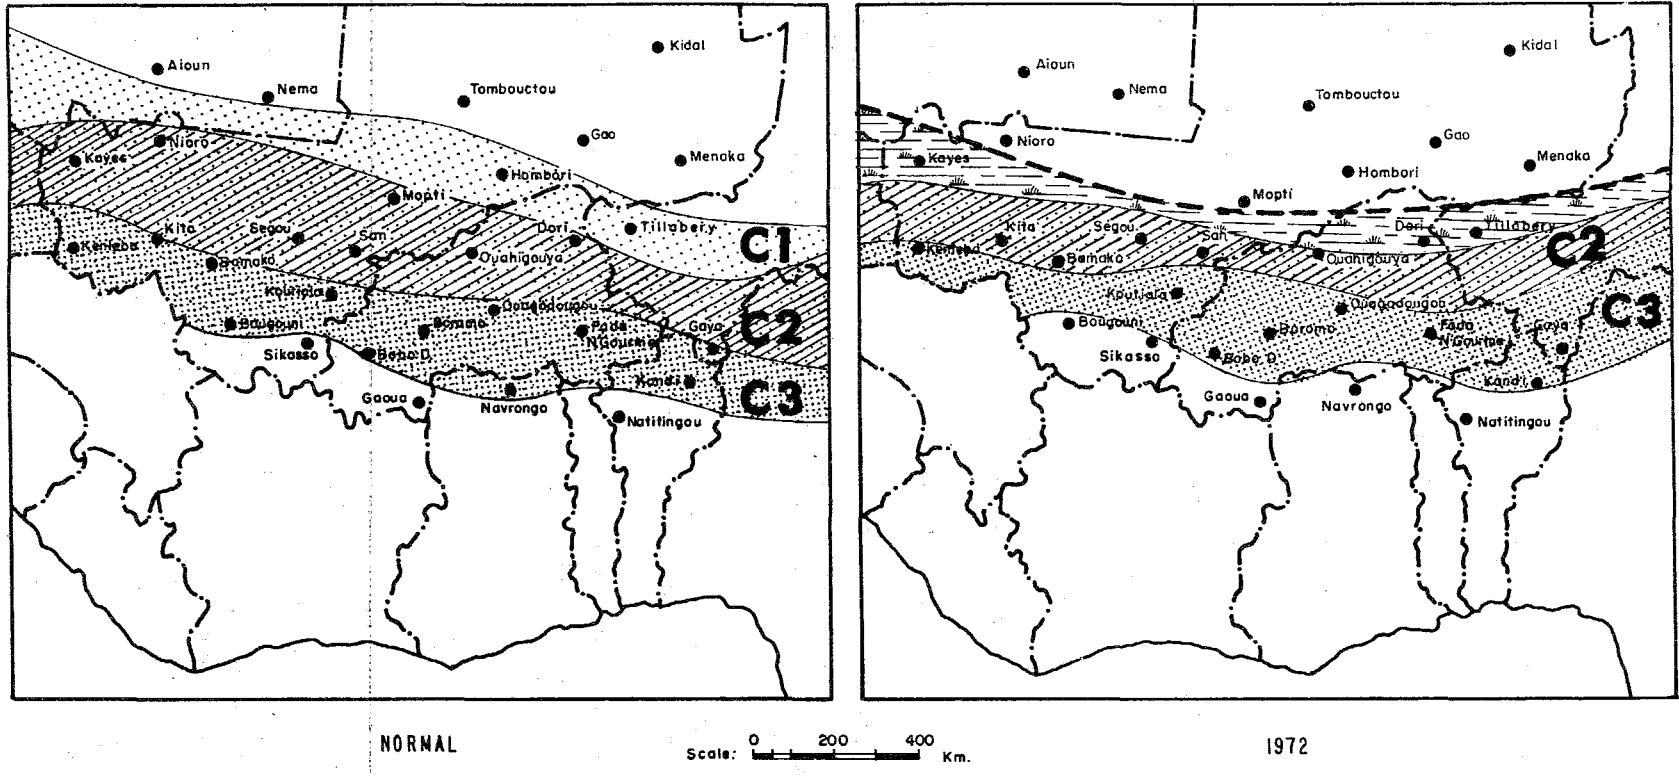 Aioun
Kidal
Nema
Tombouctou
Gao
Nioro
Kayes
Menaka
Hombori
Mopti
Kita
Segou
San
Dori
Tillabery
C1
Kenieba
Bamako
Ouahigouya
Koutiala
Ouagadougou
C2
Bougouni
Boromo
Fada
N'Gourma
Gaya
Sikasso
Bobo D.
Kandi
C3
Gaoua
Navrongo
Natitingou
NORMAL
Kidal
Aioun
Nema
Tombouctou
Nioro
Gao
Kayes
Menaka
Hombori
Mopti
Kita
Segou
San
Dori
Tillabery
C2
Kenieba
Bamako
Ouahigouya
Koutiala
Ouagadougou
C3
Bougouni
Boromo
Fada
N'Gourma
Gaya
Sikasso
Bobo D.
Kandi
Gaoua
Navrongo
Natitingou
1972
Scale: 0 200 400 Km.